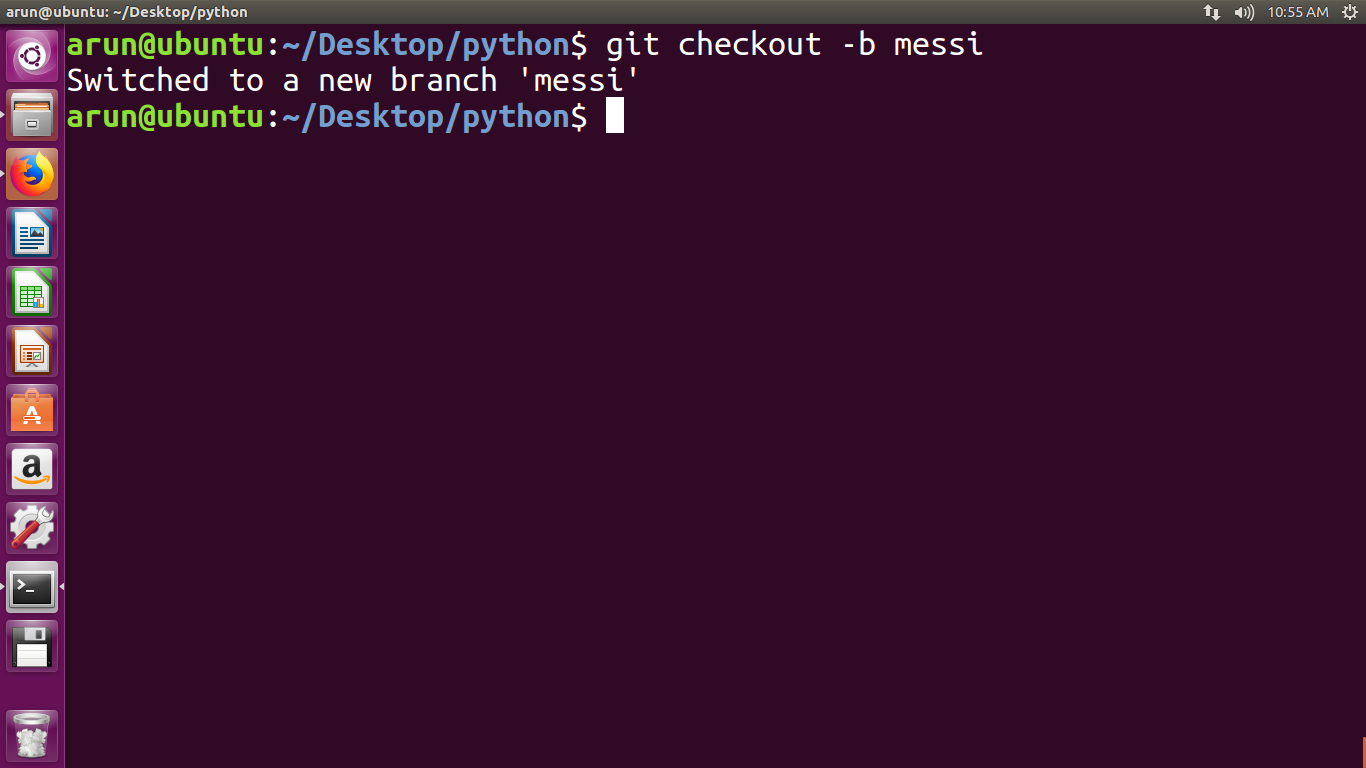 arun@ubuntu: ~/Desktop/python
10:55 AM
arun@ubuntu:~/Desktop/python$ git checkout -b messi
Switched to a new branch 'messi'
arun@ubuntu:~/Desktop/python$